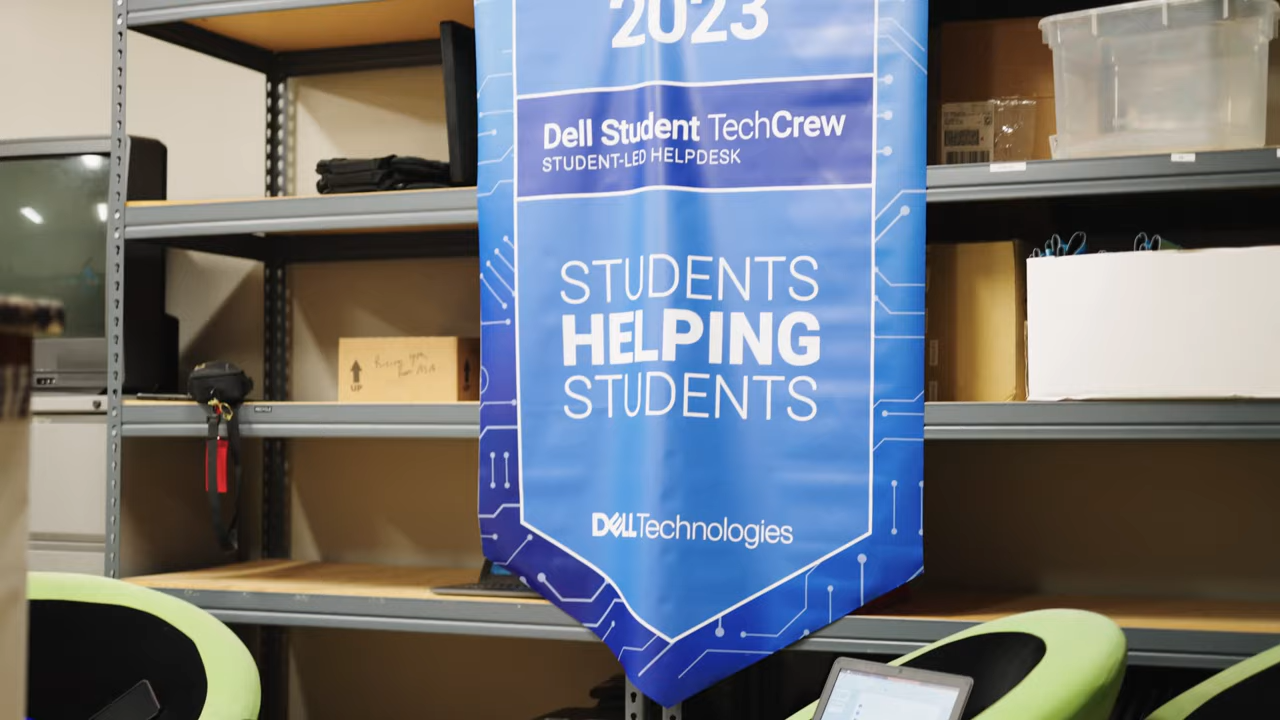 2023
Dell Student TechCrew
STUDENT-LED HELPDESK
STUDENTS
HELPING
STUDENTS
DELLTechnologies
UP